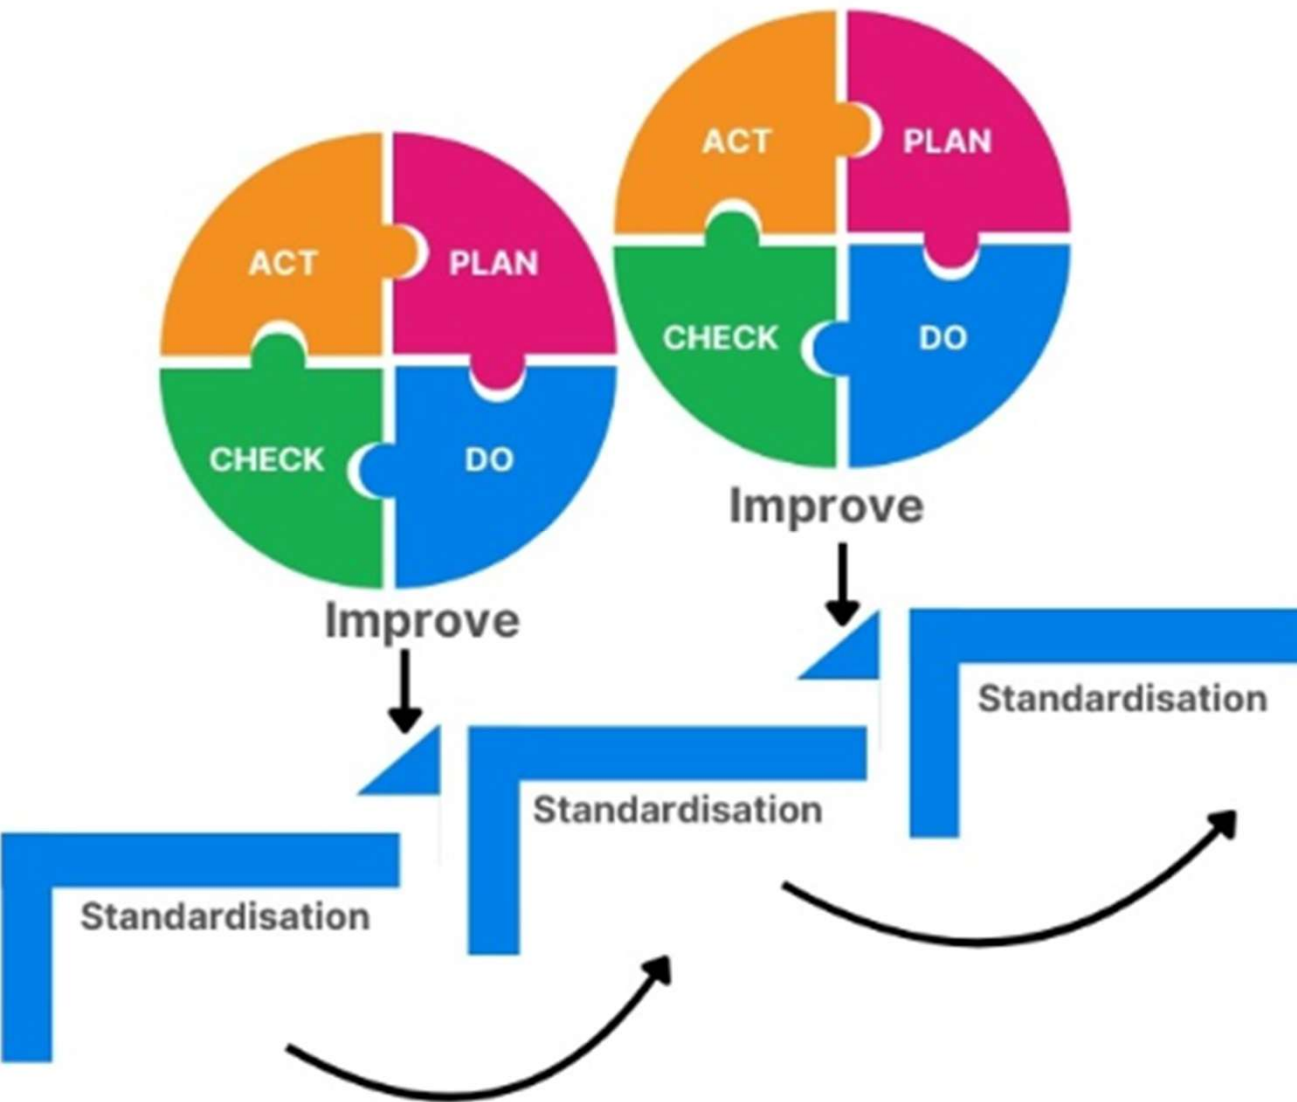 ACT
PLAN
CHECK
DO
Improve
ACT
PLAN
CHECK
DO
Improve
Standardisation
Standardisation
Standardisation